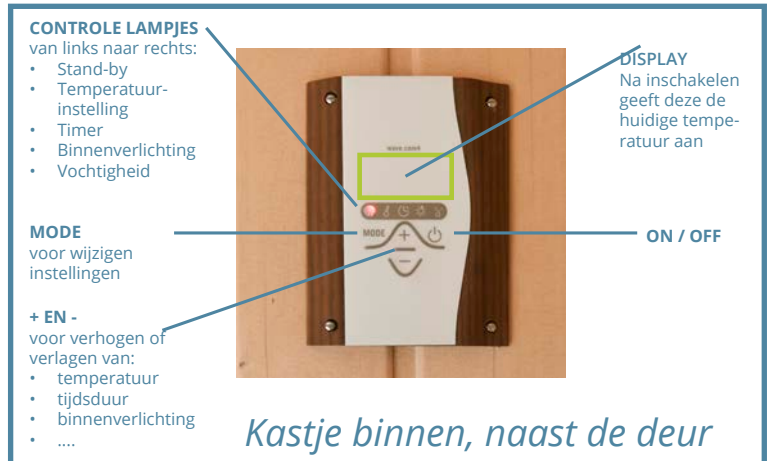 CONTROLE LAMPJES
van links naar rechts:
• Stand-by
• Temperatuur-
instelling
• Timer
• Binnenverlichting
• Vochtigheid
MODE
voor wijzigen
instellingen
+ EN -
voor verhogen of
verlagen van:
• temperatuur
• tijdsduur
• binnenverlichting
• ....
wave.com4
MODE
+
−
DISPLAY
Na inschakelen
geeft deze de
huidige tempe-
ratuur aan
ON / OFF
Kastje binnen, naast de deur